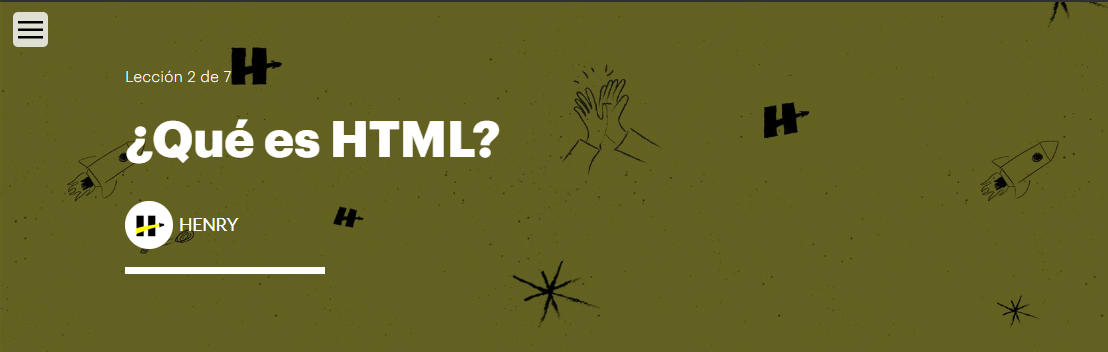 Lección 2 de 7
¿Qué es HTML?
HENRY